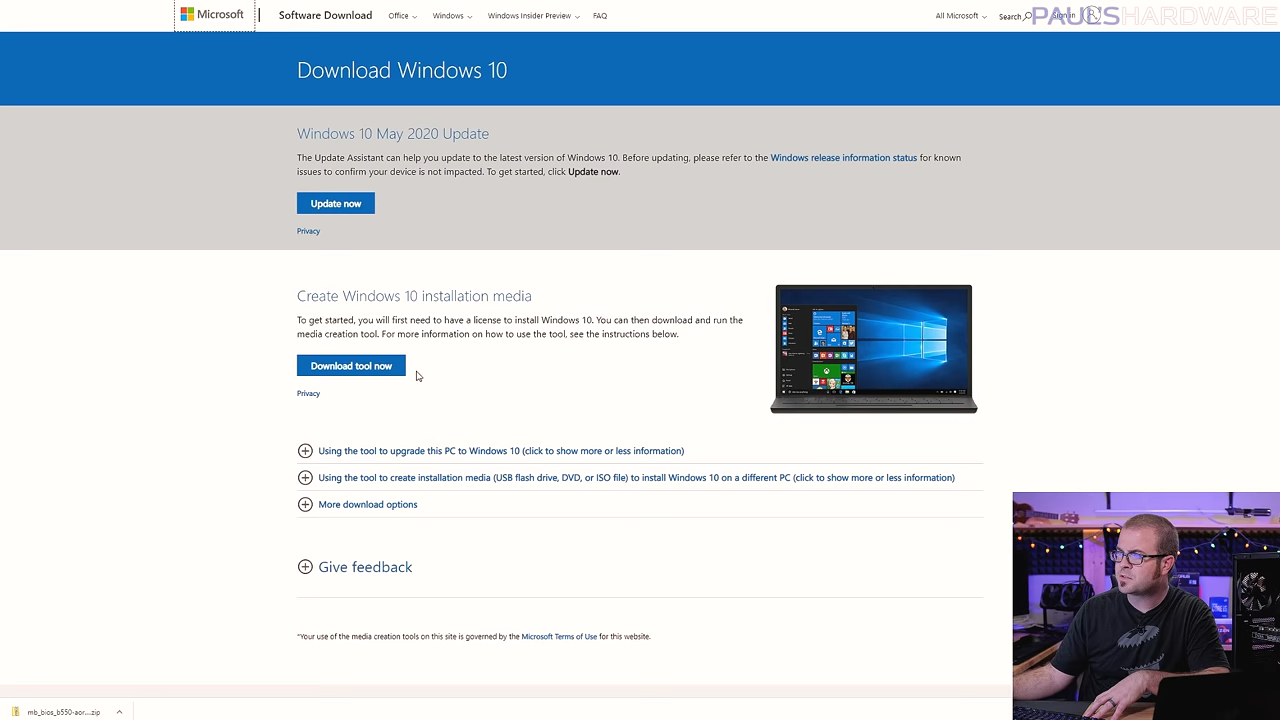 Microsoft
Software Download
Office
Windows
Windows Insider Preview
FAQ
All Microsoft
Search
Sign in
PAUL'SHARDWARE
Download Windows 10
Windows 10 May 2020 Update
The Update Assistant can help you update to the latest version of Windows 10. Before updating, please refer to the Windows release information status for known
issues to confirm your device is not impacted. To get started, click Update now.
Update now
Privacy
Create Windows 10 installation media
To get started, you will first need to have a license to install Windows 10. You can then download and run the
media creation tool. For more information on how to use the tool, see the instructions below.
Download tool now
Privacy
Using the tool to upgrade this PC to Windows 10 (click to show more or less information)
Using the tool to create installation media (USB flash drive, DVD, or ISO file) to install Windows 10 on a different PC (click to show more or less information)
More download options
Give feedback
*Your use of the media creation tools on this site is governed by the Microsoft Terms of Use for this website.
mb_bios_b550-aor....zip